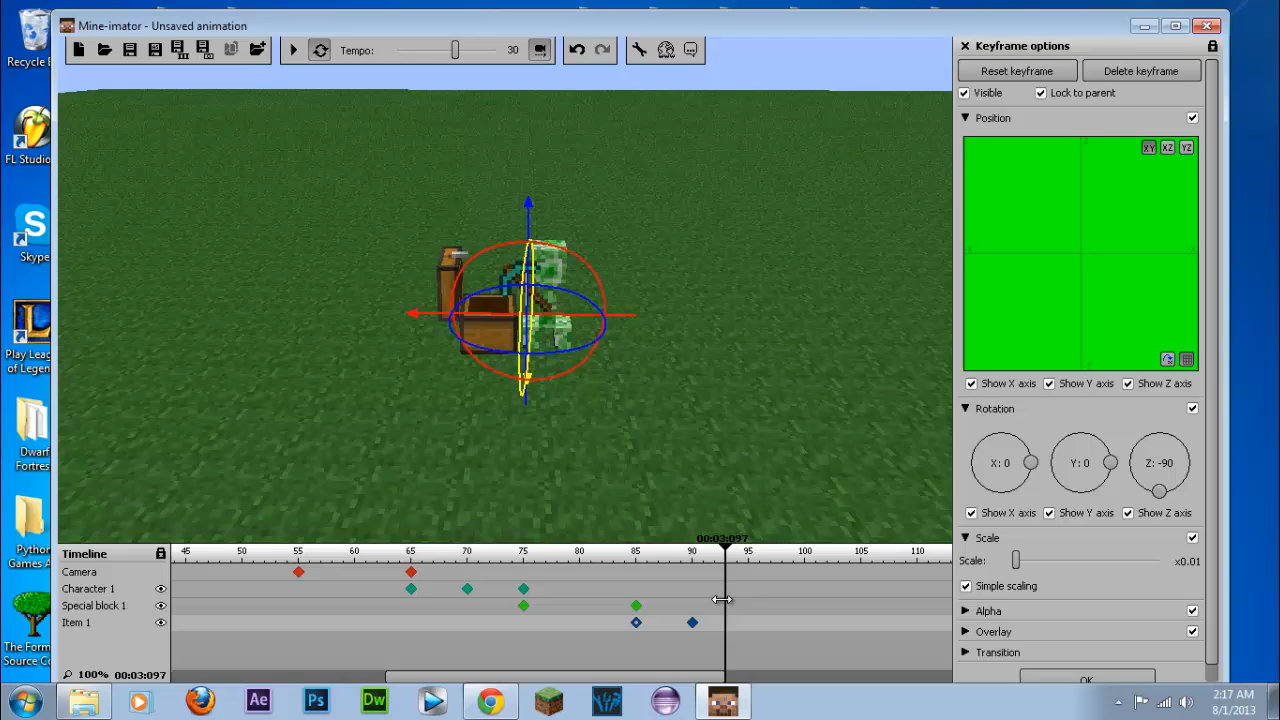 Mine-imator - Unsaved animation
Recycle B
FL Studio
Skype
Play Leag
of Legen
Dwarf
Fortres
Python
Games A
The Form
Source Co
Tempo: 30
Keyframe options
Reset keyframe Delete keyframe
Visible Lock to parent
Position
XY XZ YZ
Show X axis Show Y axis Show Z axis
Rotation
X: 0 Y: 0 Z: -90
Show X axis Show Y axis Show Z axis
Scale
Scale: x0.01
Simple scaling
Alpha
Overlay
Transition
OK
00:03:097
Timeline 45 50 55 60 65 70 75 80 85 90 95 100 105 110
Camera
Character 1
Special block 1
Item 1
100% 00:03:097
Ae Ps Dw
2:17 AM
8/1/2013